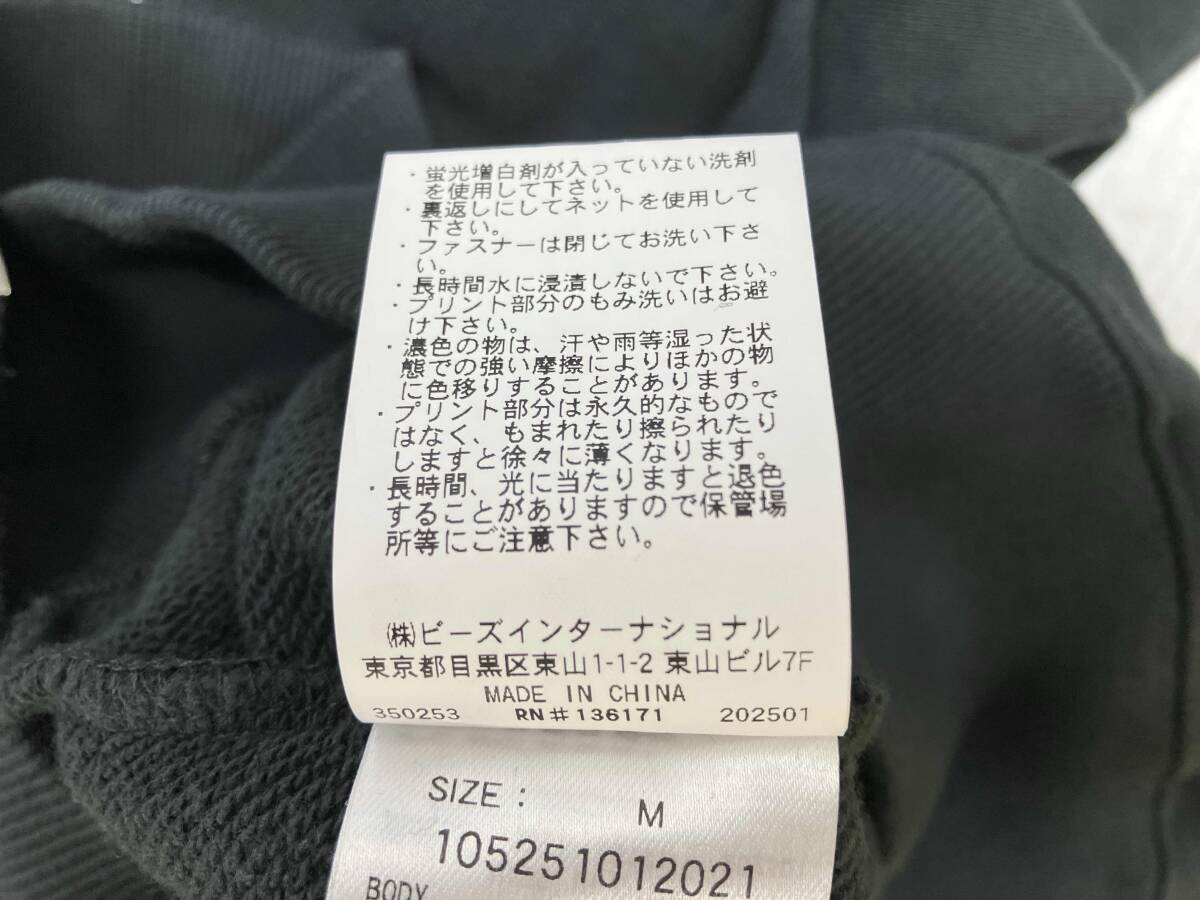 ・蛍光増白剤が入っていない洗剤
を使用して下さい。
・裏返しにしてネットを使用して
下さい。
・ファスナーは閉じてお洗い下さ
い。
・長時間水に浸漬しないで下さい。
・プリント部分のもみ洗いはお避
け下さい。
・濃色の物は、汗や雨等湿った状
態での強い摩擦によりほかの物
に色移りすることがあります。
・プリント部分は永久的なもので
はなく、もまれたり擦られたり
しますと徐々に薄くなります。
・長時間、光に当たりますと退色
することがありますので保管場
所等にご注意下さい。
㈱ビーズインターナショナル
東京都目黒区東山1-1-2 東山ビル7F
MADE IN CHINA
350253 RN#136171 202501
SIZE: M
105251012021
BODY